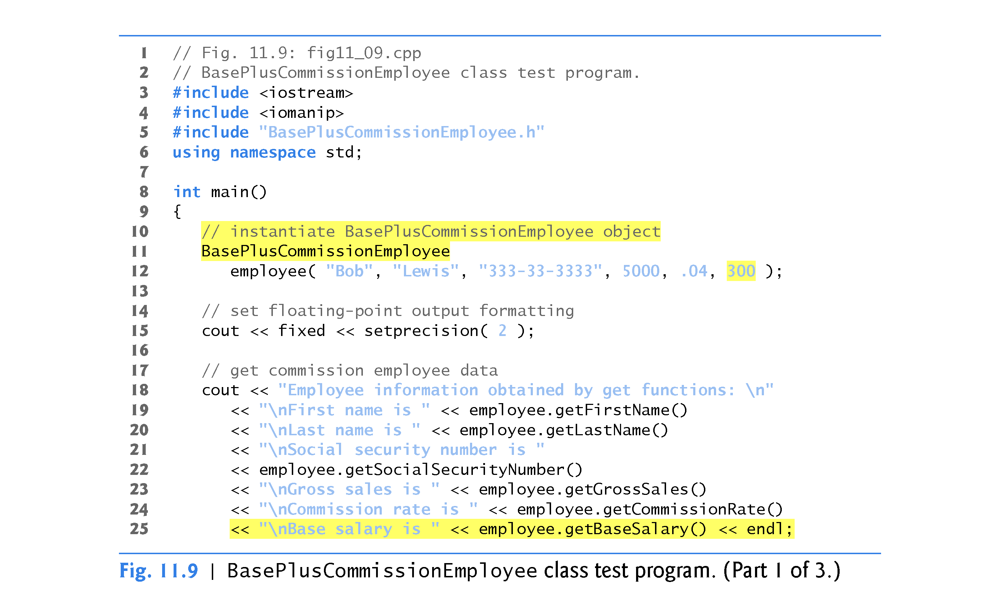 1 // Fig. 11.9: fig11_09.cpp
2 // BasePlusCommissionEmployee class test program.
3 #include <iostream>
4 #include <iomanip>
5 #include "BasePlusCommissionEmployee.h"
6 using namespace std;
7
8 int main()
9 {
10    // instantiate BasePlusCommissionEmployee object
11    BasePlusCommissionEmployee
12       employee( "Bob", "Lewis", "333-33-3333", 5000, .04, 300 );
13
14    // set floating-point output formatting
15    cout << fixed << setprecision( 2 );
16
17    // get commission employee data
18    cout << "Employee information obtained by get functions: \n"
19       << "\nFirst name is " << employee.getFirstName()
20       << "\nLast name is " << employee.getLastName()
21       << "\nSocial security number is "
22       << employee.getSocialSecurityNumber()
23       << "\nGross sales is " << employee.getGrossSales()
24       << "\nCommission rate is " << employee.getCommissionRate()
25       << "\nBase salary is " << employee.getBaseSalary() << endl;
Fig. 11.9 | BasePlusCommissionEmployee class test program. (Part 1 of 3.)